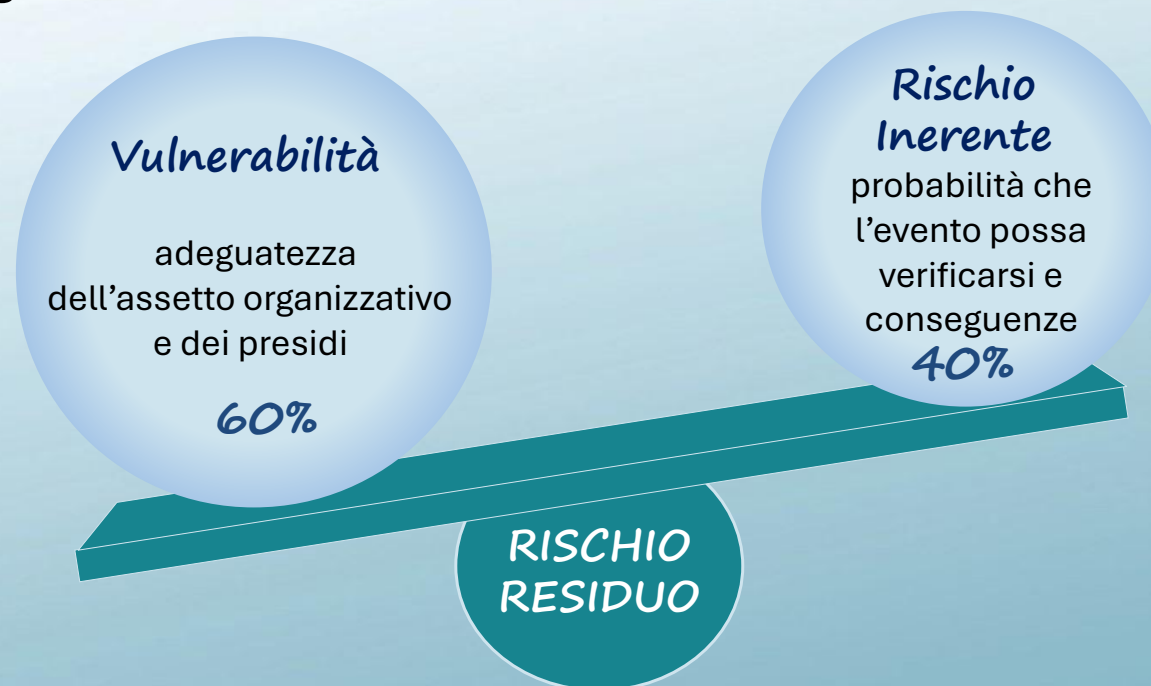 Vulnerabilità
adeguatezza
dell’assetto organizzativo
e dei presidi
60%
Rischio
Inerente
probabilità che
l’evento possa
verificarsi e
conseguenze
40%
RISCHIO
RESIDUO